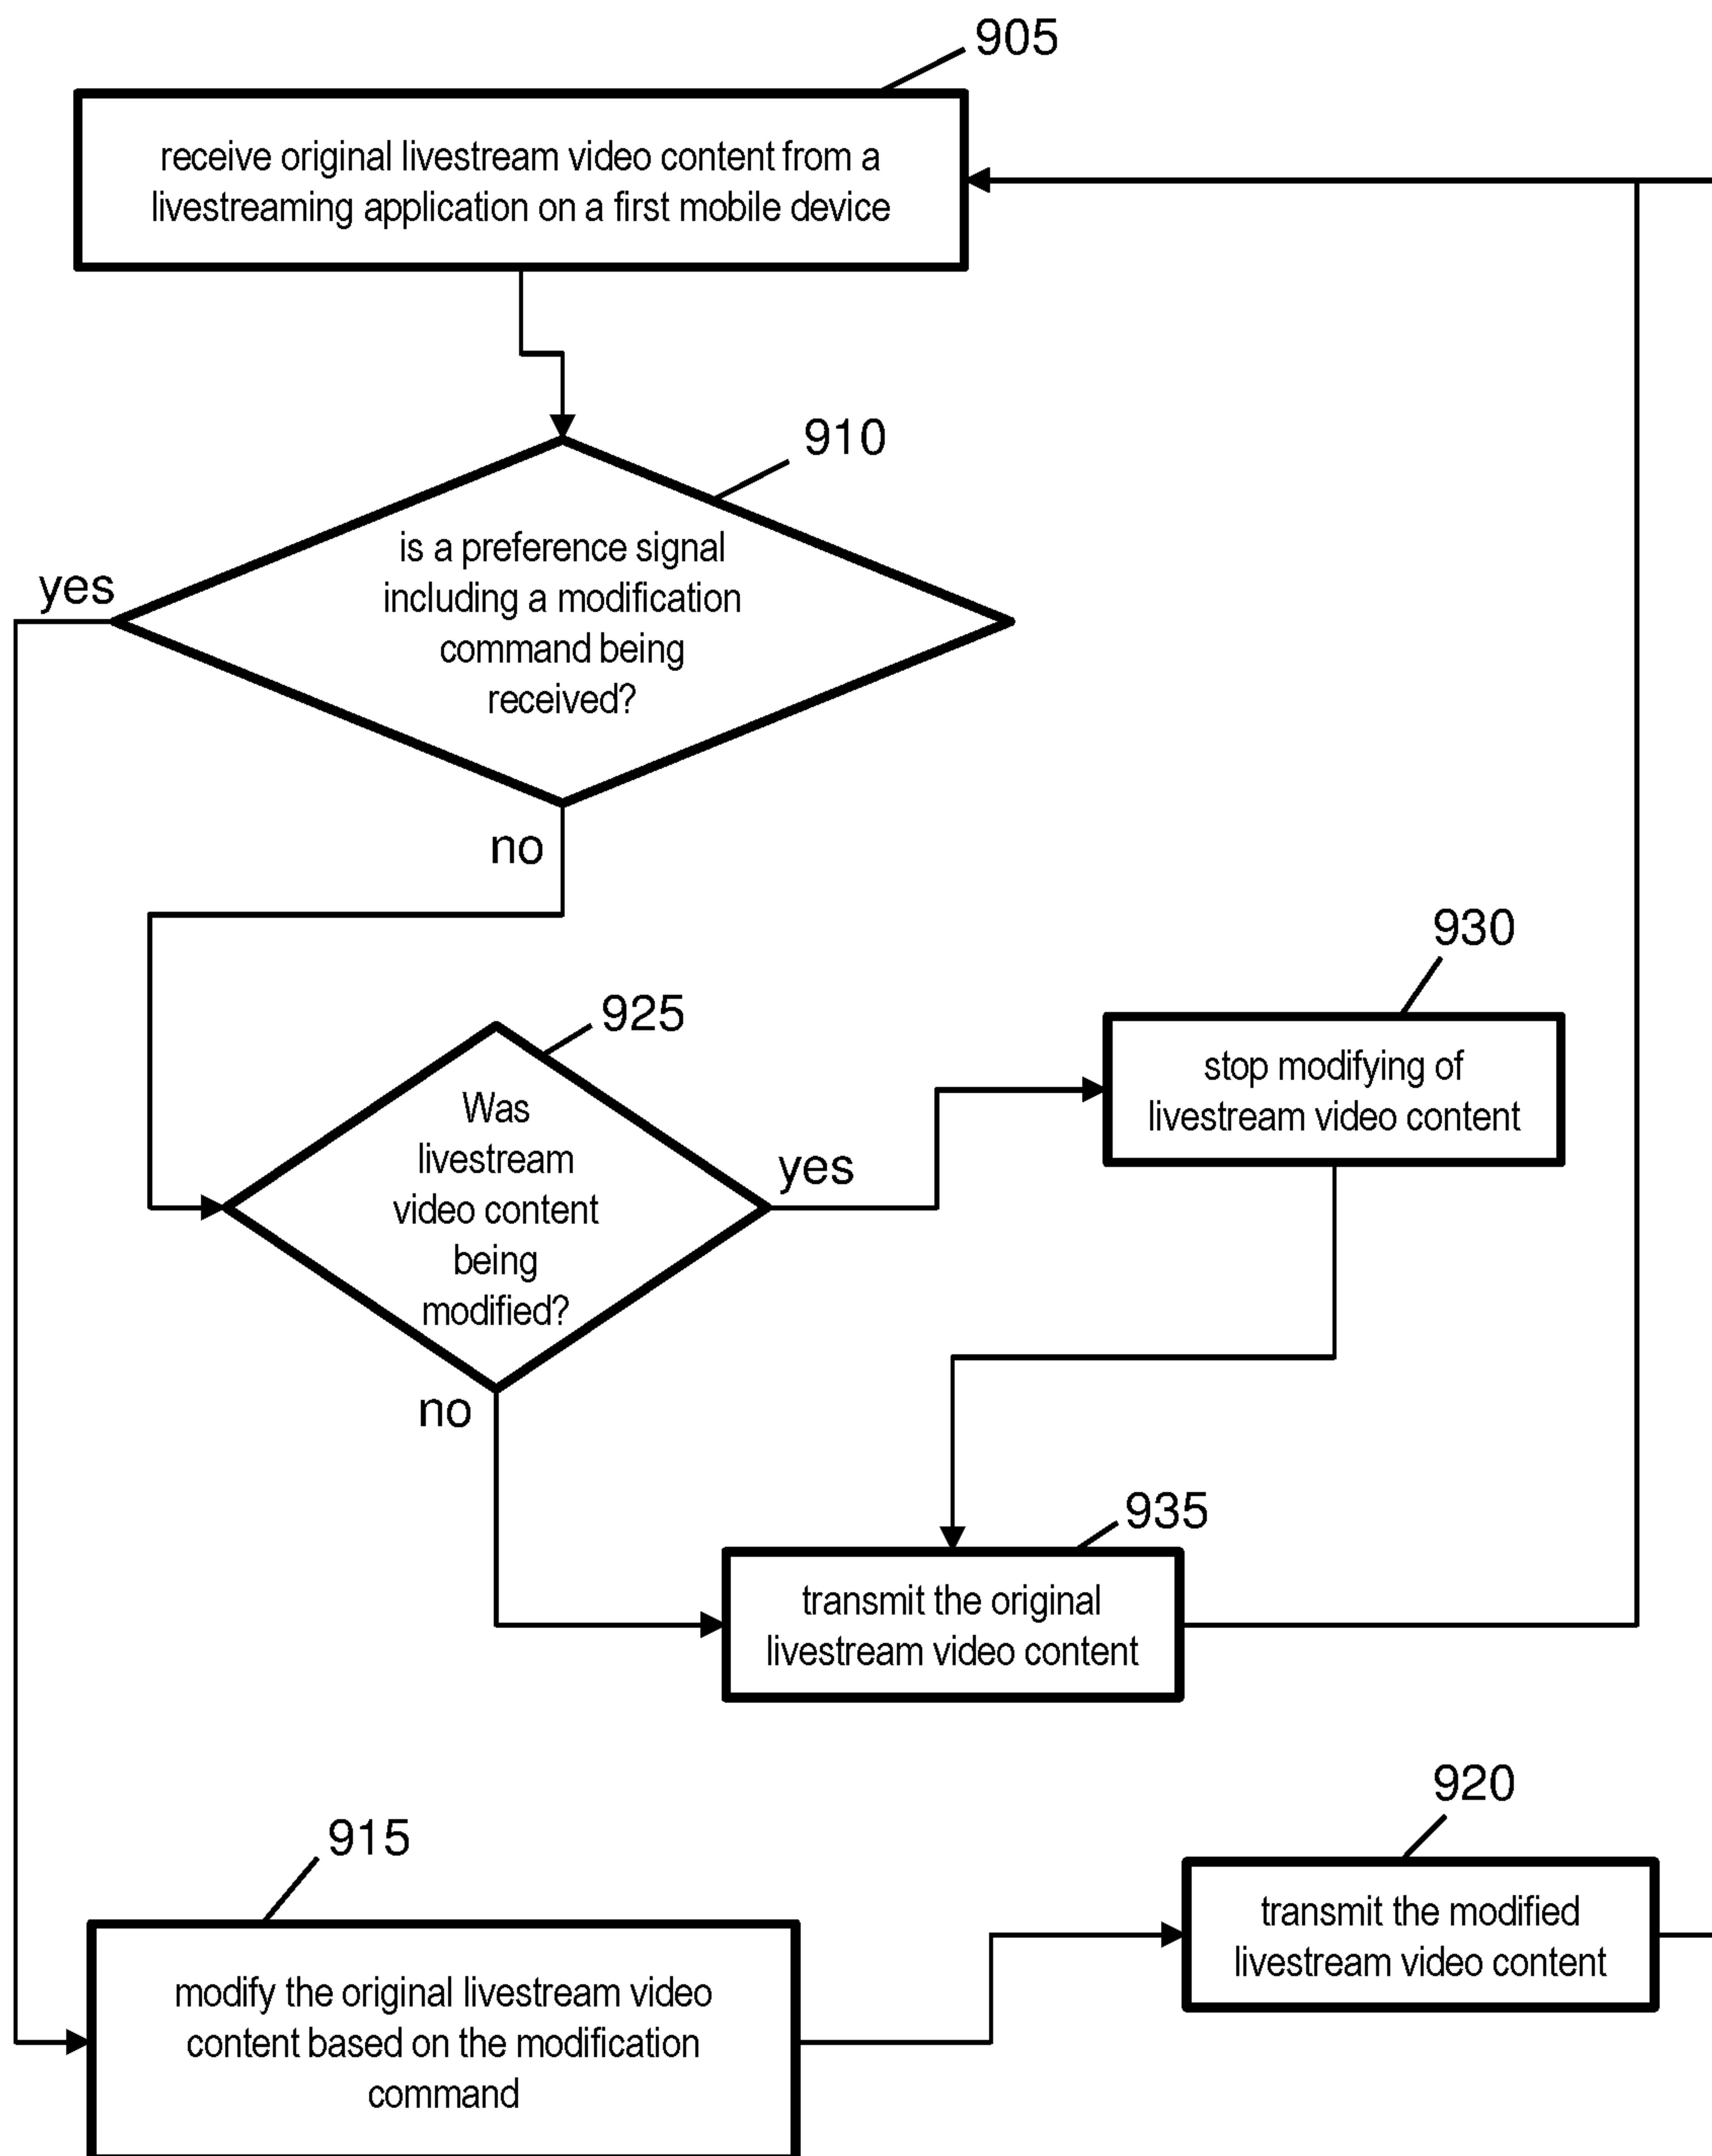 905
receive original livestream video content from a
livestreaming application on a first mobile device
910
is a preference signal
including a modification
command being
received?
yes
no
925
Was
livestream
video content
being
modified?
yes
no
930
stop modifying of
livestream video content
935
transmit the original
livestream video content
915
modify the original livestream video
content based on the modification
command
920
transmit the modified
livestream video content